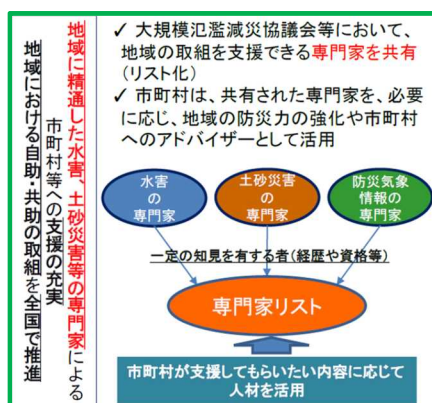 地域に精通した水害、土砂災害等の専門家による
市町村等への支援の充実
地域における自助・共助の取組を全国で推進
✓ 大規模氾濫減災協議会等において、
地域の取組を支援できる専門家を共有
(リスト化)
✓ 市町村は、共有された専門家を、必要
に応じ、地域の防災力の強化や市町村
へのアドバイザーとして活用
水害
の
専門家
土砂災害
の
専門家
防災気象
情報の
専門家
一定の知見を有する者(経歴や資格等)
専門家リスト
市町村が支援してもらいたい内容に応じて
人材を活用